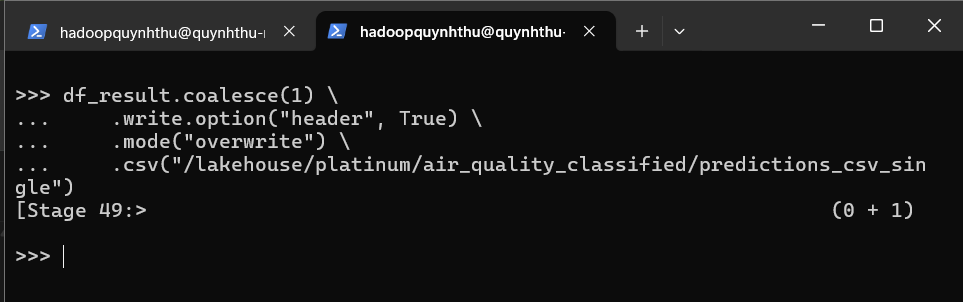 hadoopquynhthu@quynhthu-
hadoopquynhthu@quynhthu-
>>> df_result.coalesce(1) \
...     .write.option("header", True) \
...     .mode("overwrite") \
...     .csv("/lakehouse/platinum/air_quality_classified/predictions_csv_sin
gle")
[Stage 49:>                                                          (0 + 1)
>>>